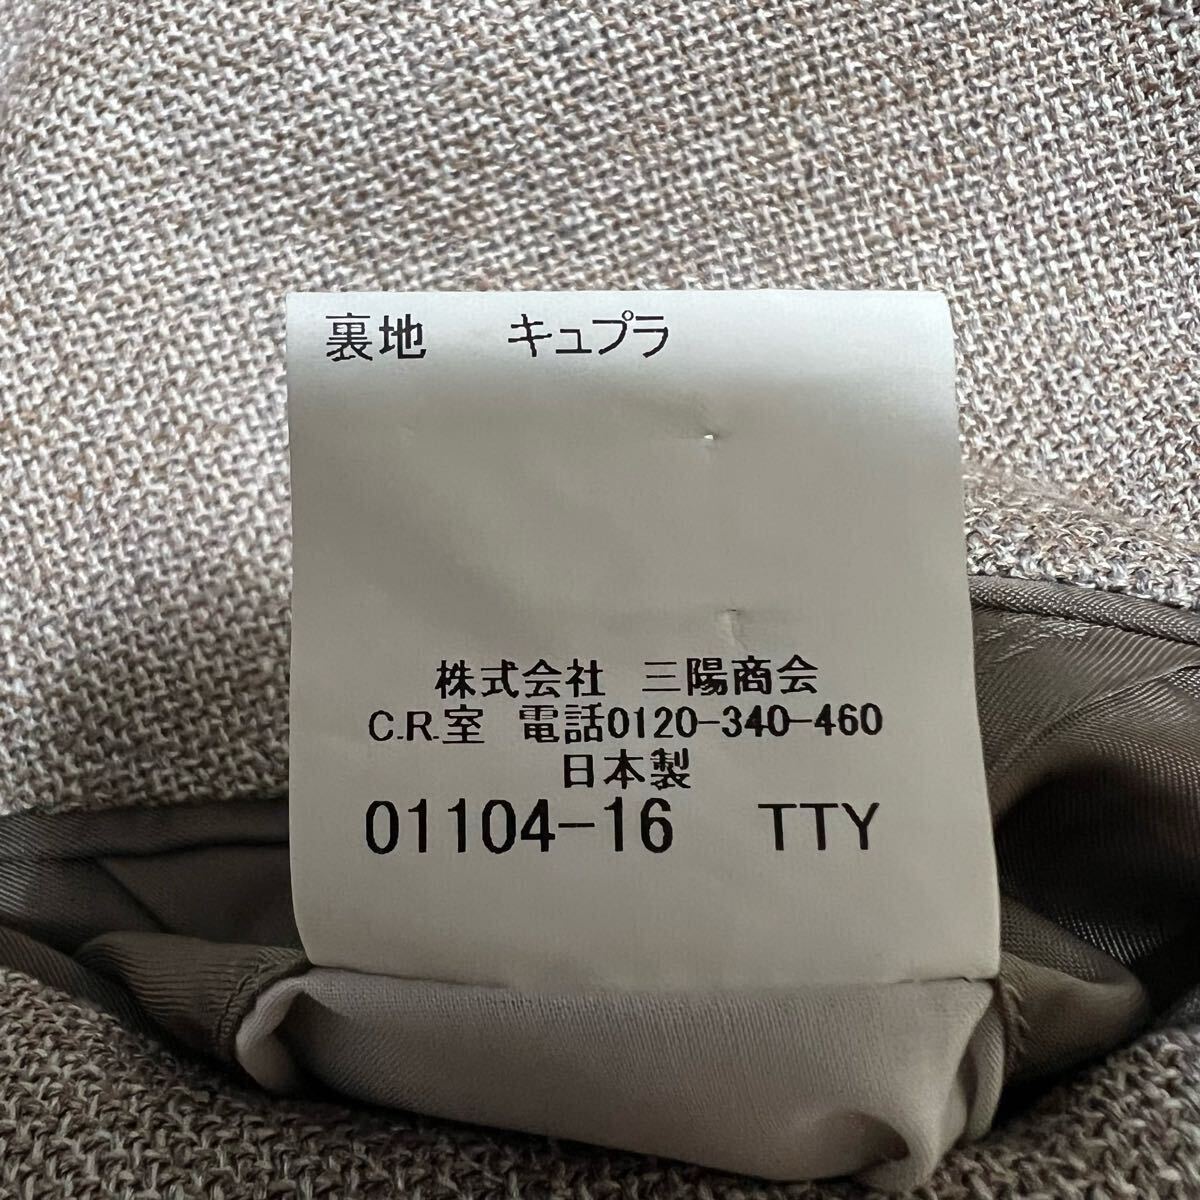 裏地　キュプラ
株式会社　三陽商会
C.R.室　電話0120-340-460
日本製
01104-16　TTY